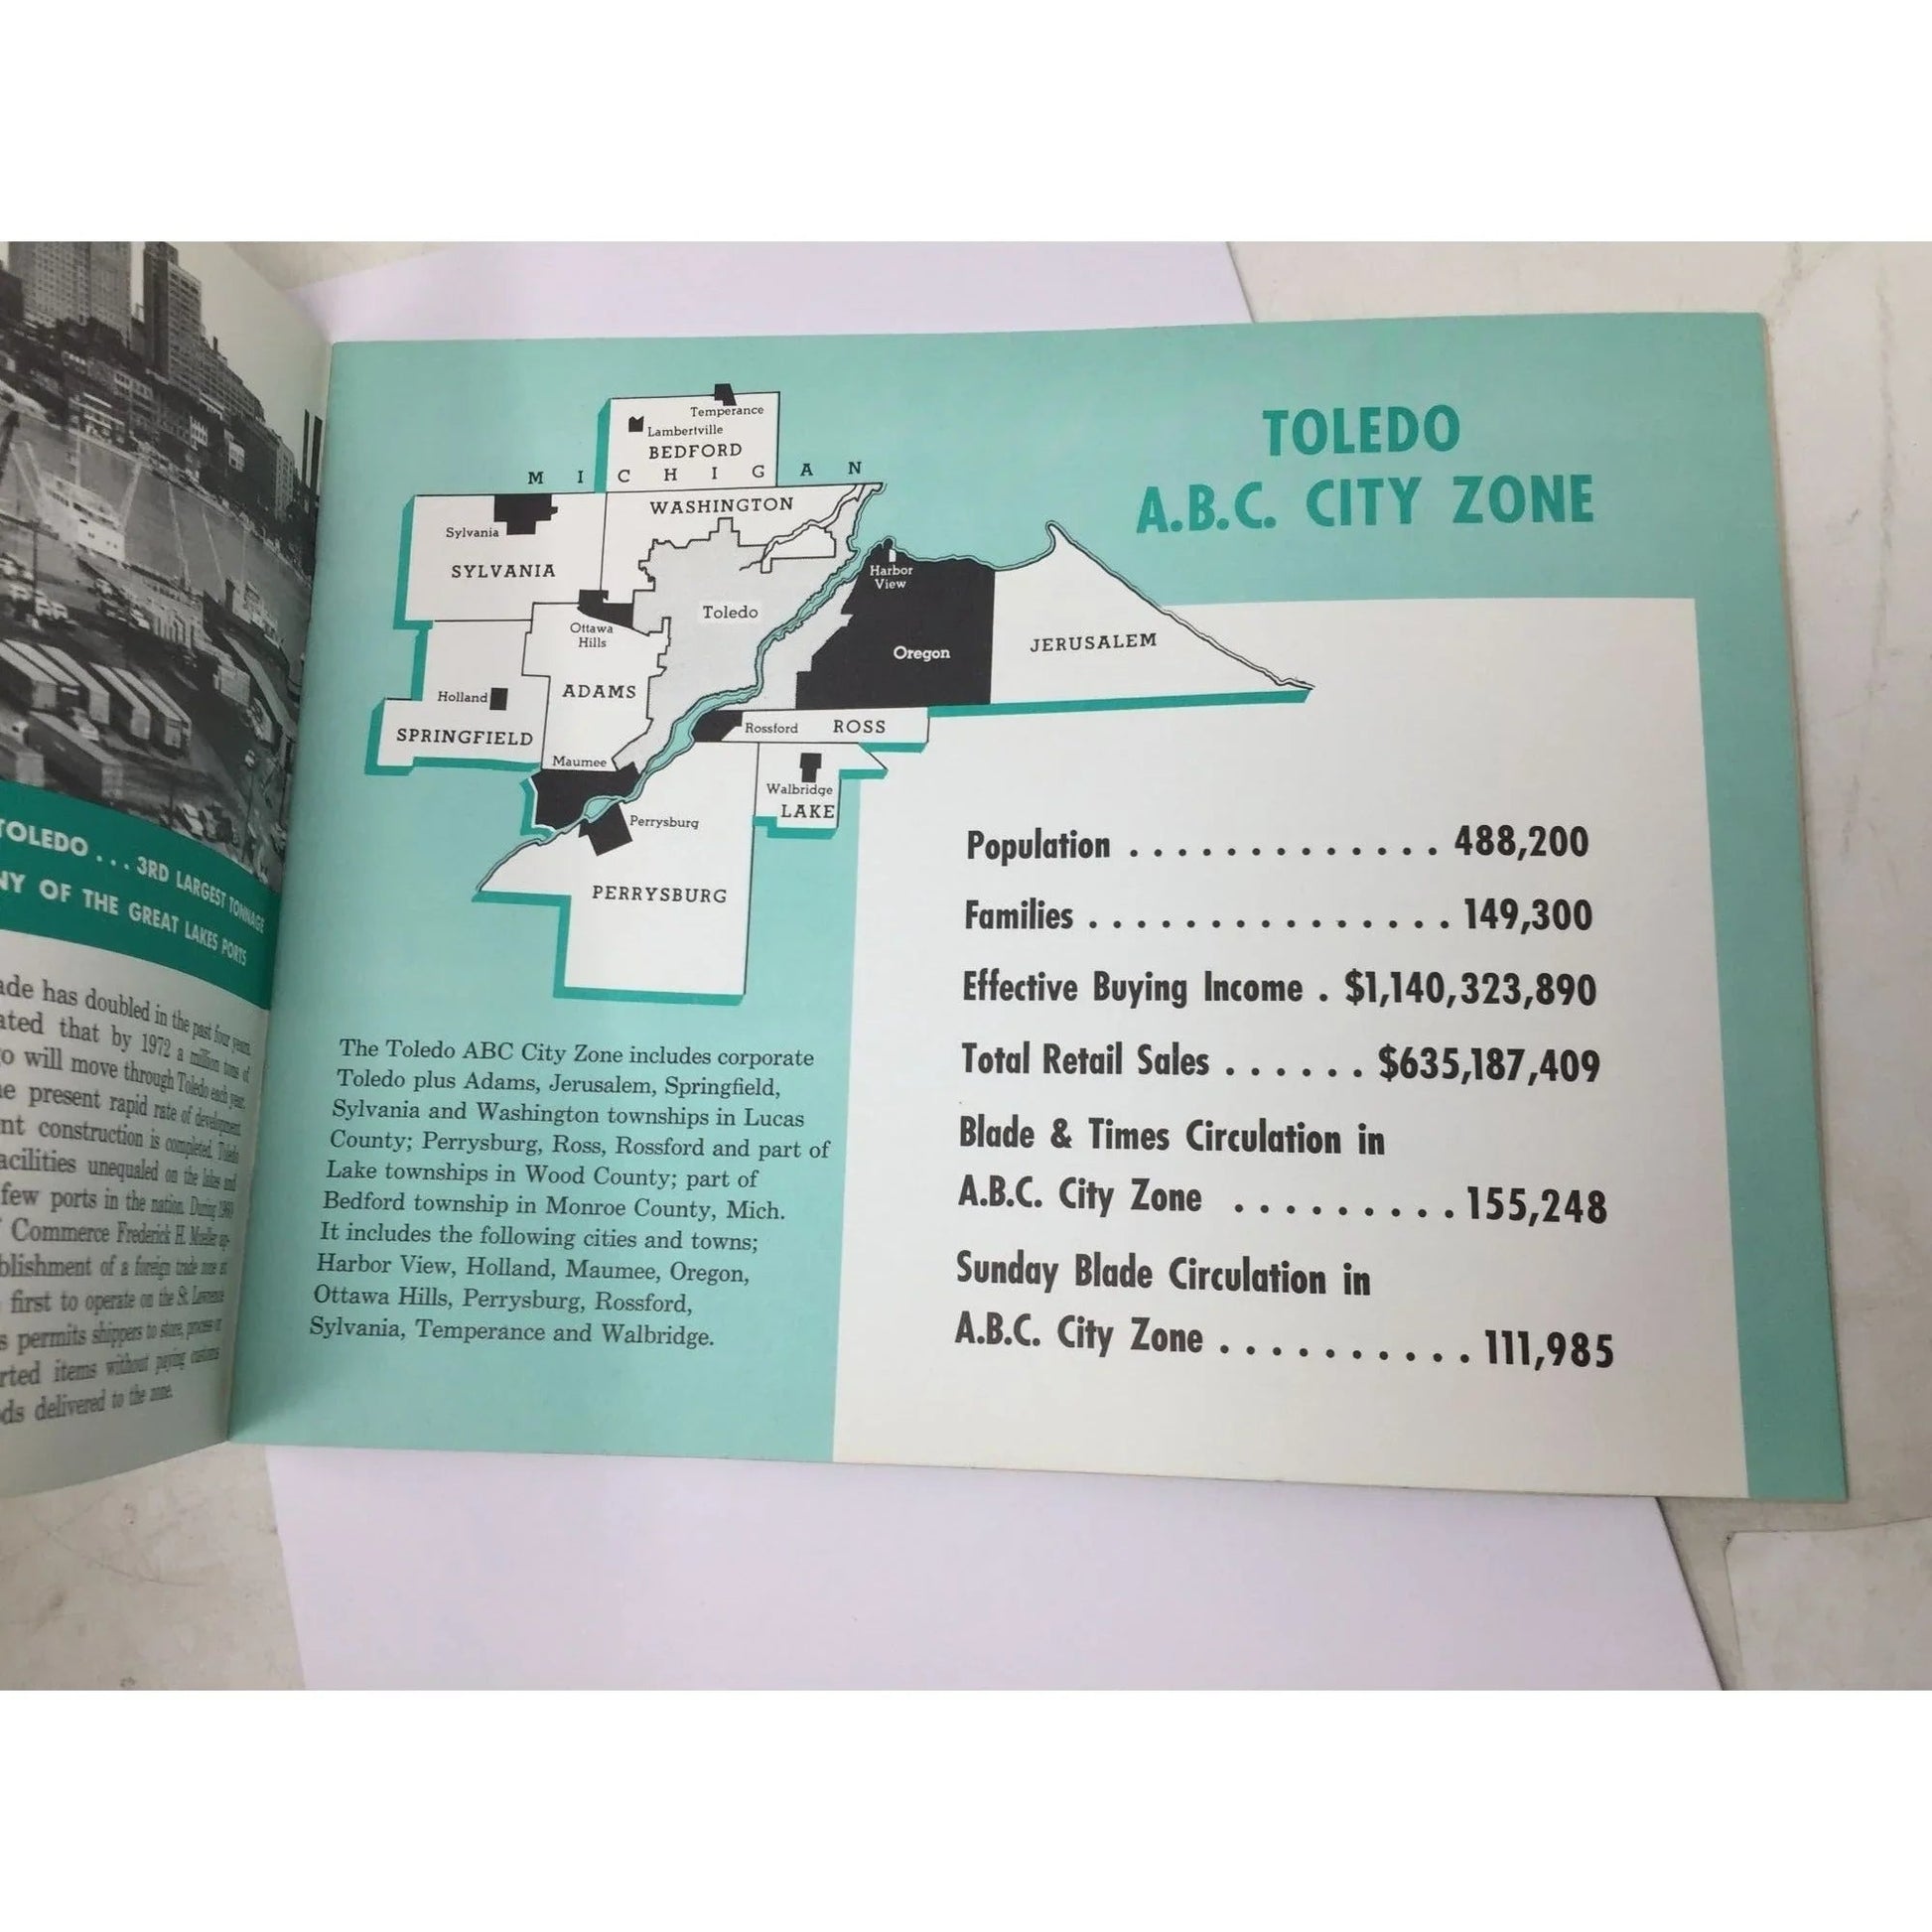 TOLEDO . . . 3RD LARGEST TONNAGE
NY OF THE GREAT LAKES PORTS
ade has doubled in the past four years
ated that by 1972 a million tons of
go will move through Toledo each year.
he present rapid rate of development
nt construction is completed, Toledo
acilities unequaled on the lakes and
few ports in the nation. During 1960
Commerce Frederick H. Mueller ap-
blishment of a foreign trade zone at
first to operate on the St. Lawrence
s permits shippers to store, process or
rted items without paying customs
ds delivered to the zone.
TOLEDO
A.B.C. CITY ZONE
Temperance
Lambertville
BEDFORD
MICHIGAN
WASHINGTON
Sylvania
SYLVANIA
Harbor
View
Toledo
Ottawa
Hills
Oregon
JERUSALEM
Holland
ADAMS
SPRINGFIELD
Rossford
ROSS
Maumee
Walbridge
LAKE
Perrysburg
PERRYSBURG
The Toledo ABC City Zone includes corporate
Toledo plus Adams, Jerusalem, Springfield,
Sylvania and Washington townships in Lucas
County; Perrysburg, Ross, Rossford and part of
Lake townships in Wood County; part of
Bedford township in Monroe County, Mich.
It includes the following cities and towns;
Harbor View, Holland, Maumee, Oregon,
Ottawa Hills, Perrysburg, Rossford,
Sylvania, Temperance and Walbridge.
Population . . . . . . . . . . . . . 488,200
Families . . . . . . . . . . . . . . . 149,300
Effective Buying Income . $1,140,323,890
Total Retail Sales . . . . . . $635,187,409
Blade & Times Circulation in
A.B.C. City Zone . . . . . . . . . 155,248
Sunday Blade Circulation in
A.B.C. City Zone . . . . . . . . . . 111,985